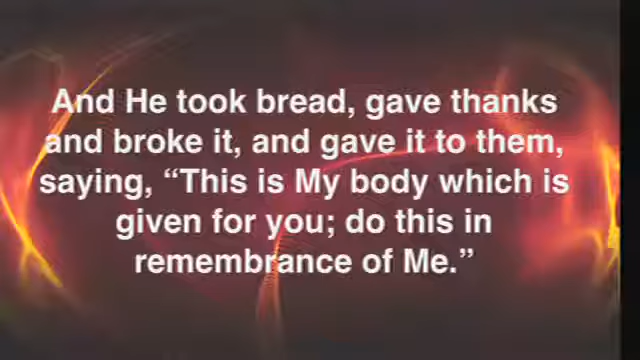 And He took bread, gave thanks
and broke it, and gave it to them,
saying, “This is My body which is
given for you; do this in
remembrance of Me.”